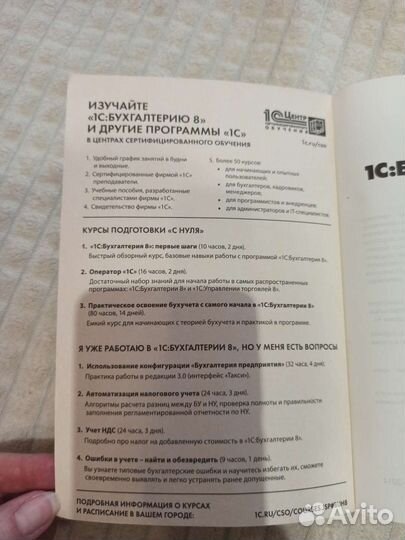 ИЗУЧАЙТЕ
«1С:БУХГАЛТЕРИЮ 8»
И ДРУГИЕ ПРОГРАММЫ «1С»
В ЦЕНТРАХ СЕРТИФИЦИРОВАННОГО ОБУЧЕНИЯ
1С Центр
СЕРТИФИЦИРОВАННОГО
ОБУЧЕНИЯ
1c.ru/cso
1. Удобный график занятий в будни
и выходные.
2. Сертифицированные фирмой «1С»
преподаватели.
3. Учебные пособия, разработанные
специалистами фирмы «1С».
4. Свидетельство фирмы «1С».
5. Более 50 курсов:
• для начинающих и опытных
пользователей;
• для бухгалтеров, кадровиков,
менеджеров;
• для программистов и внедренцев;
• для администраторов и IT-специалистов.
КУРСЫ ПОДГОТОВКИ «С НУЛЯ»
1. «1С:Бухгалтерия 8»: первые шаги (10 часов, 2 дня).
Быстрый обзорный курс, базовые навыки работы с программой «1С:Бухгалтерия 8».
2. Оператор «1С» (16 часов, 2 дня).
Достаточный набор знаний для начала работы в самых распространенных
программах: «1С:Бухгалтерии 8» и «1С:Управлении торговлей 8».
3. Практическое освоение бухучета с самого начала в «1С:Бухгалтерии 8»
(80 часов, 14 дней).
Емкий курс для начинающих с теорией бухучета и практикой в программе.
Я УЖЕ РАБОТАЮ В «1С:БУХГАЛТЕРИИ 8», НО У МЕНЯ ЕСТЬ ВОПРОСЫ
1. Использование конфигурации «Бухгалтерия предприятия» (32 часа, 4 дня).
Практика работы в редакции 3.0 (интерфейс «Такси»).
2. Автоматизация налогового учета (24 часа, 3 дня).
Алгоритмы расчета разниц между БУ и НУ, проверка полноты и правильности
заполнения регламентированной отчетности по НУ.
3. Учет НДС (24 часа, 3 дня).
Подробно про налог на добавленную стоимость в «1С:Бухгалтерии 8».
4. Ошибки в учете – найти и обезвредить (9 часов, 1 день).
Вы узнаете типовые бухгалтерские ошибки и научитесь избегать их, сможете
своевременно выявлять и легко устранять ранее допущенные.
ПОДРОБНАЯ ИНФОРМАЦИЯ О КУРСАХ
И РАСПИСАНИЕ В ВАШЕМ ГОРОДЕ:
1C.RU/CSO/COURSES.JSP
1С:Б
Avito